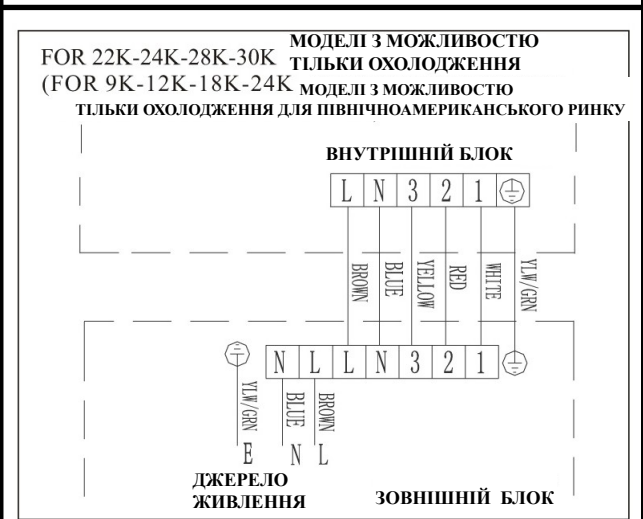 FOR 22K-24K-28K-30K МОДЕЛІ З МОЖЛИВОСТЮ
ТІЛЬКИ ОХОЛОДЖЕННЯ
(FOR 9K-12K-18K-24K МОДЕЛІ З МОЖЛИВОСТЮ
ТІЛЬКИ ОХОЛОДЖЕННЯ ДЛЯ ПІВНІЧНОАМЕРИКАНСЬКОГО РИНКУ
ВНУТРІШНІЙ БЛОК
L N 3 2 1
BROWN BLUE YELLOW RED WHITE YLW/GRN
N L L N 3 2 1
YLW/GRN BLUE BROWN
E N L
ДЖЕРЕЛО
ЖИВЛЕННЯ
ЗОВНІШНІЙ БЛОК